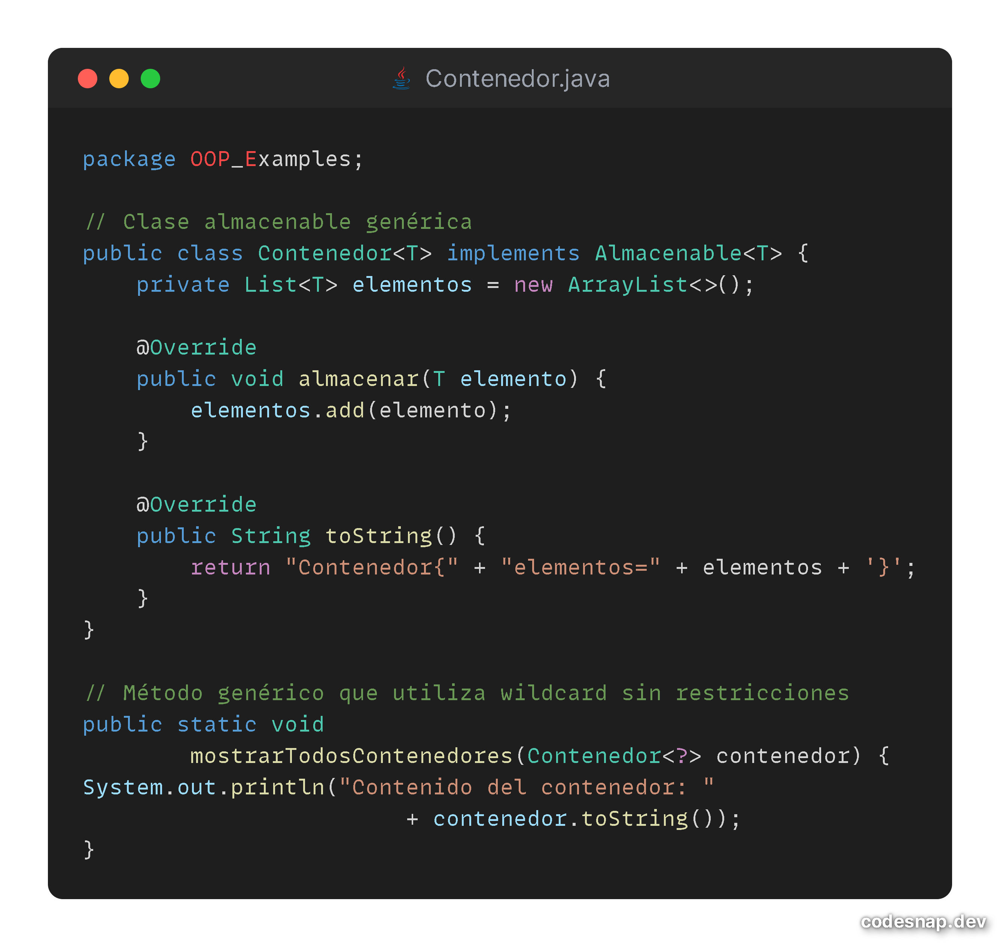 Contenedor.java
package OOP_Examples;
// Clase almacenable genérica
public class Contenedor<T> implements Almacenable<T> {
    private List<T> elementos = new ArrayList<>();
    @Override
    public void almacenar(T elemento) {
        elementos.add(elemento);
    }
    @Override
    public String toString() {
        return "Contenedor{" + "elementos=" + elementos + '}';
    }
}
// Método genérico que utiliza wildcard sin restricciones
public static void
        mostrarTodosContenedores(Contenedor<?> contenedor) {
System.out.println("Contenido del contenedor: "
                        + contenedor.toString());
}
codesnap.dev